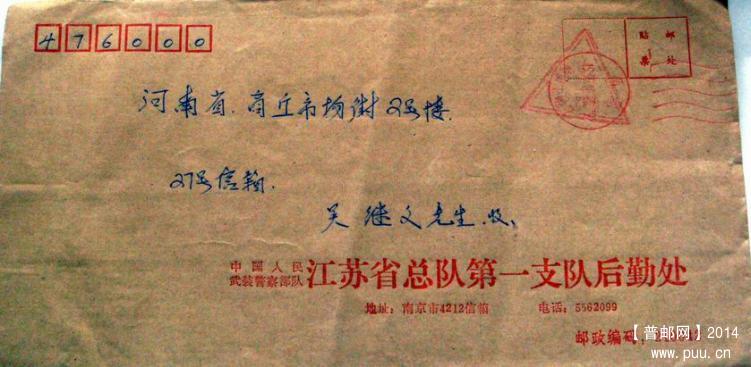 476000
贴 邮
票 处
河南省.商丘市
2号楼.
27号信箱.
吴继文先生.收、
中国人民
武装警察部队
江苏省总队第一支队后勤处
地址：南京市4212信箱 电话：5562099
邮政编码：
【普邮网】2014
www.puu.cn